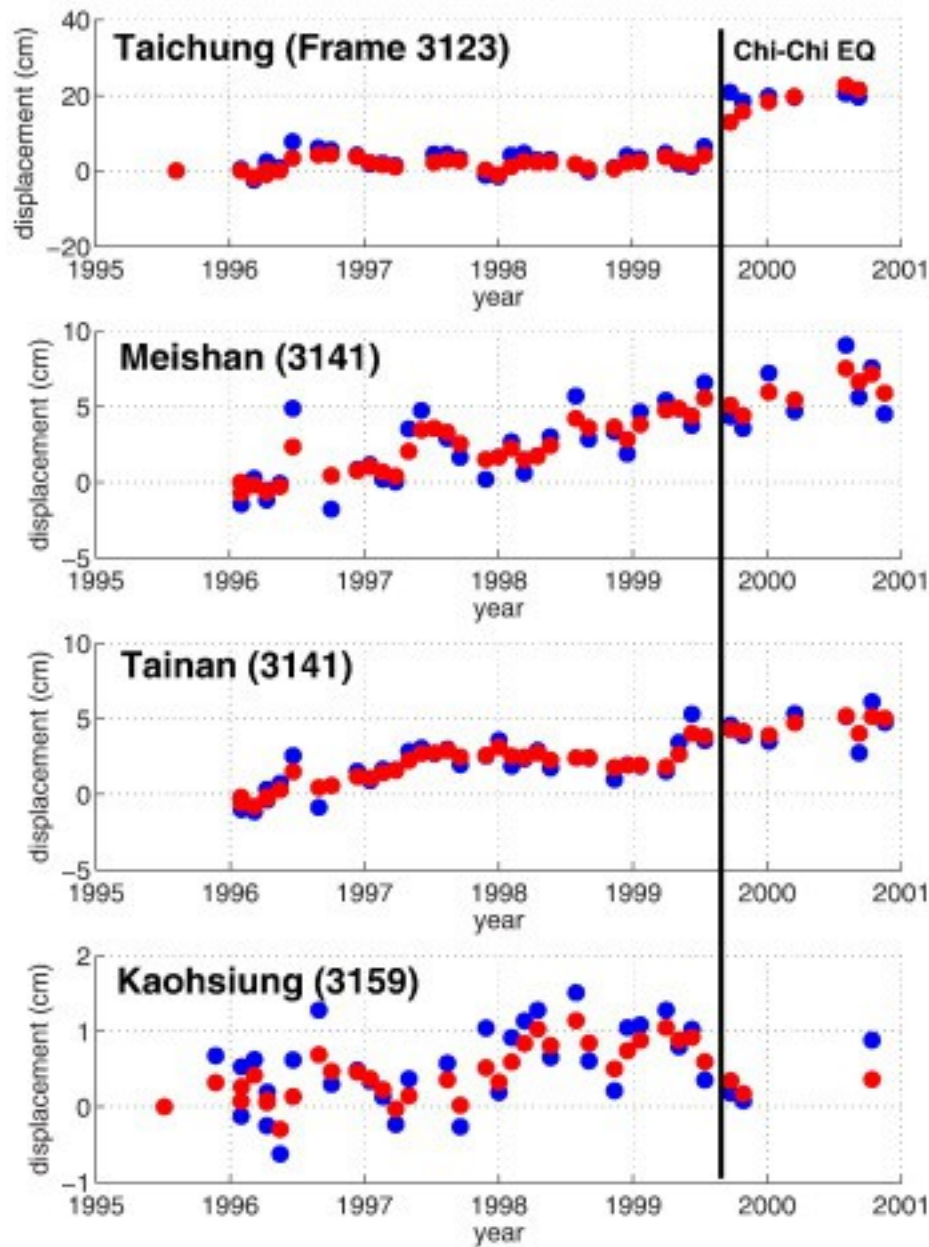 Taichung (Frame 3123)
Chi-Chi EQ
displacement (cm)
40
20
0
−20
1995 1996 1997 1998 1999 2000 2001
year
Meishan (3141)
displacement (cm)
10
5
0
−5
1995 1996 1997 1998 1999 2000 2001
year
Tainan (3141)
displacement (cm)
10
5
0
−5
1995 1996 1997 1998 1999 2000 2001
year
Kaohsiung (3159)
displacement (cm)
2
1
0
−1
1995 1996 1997 1998 1999 2000 2001
year